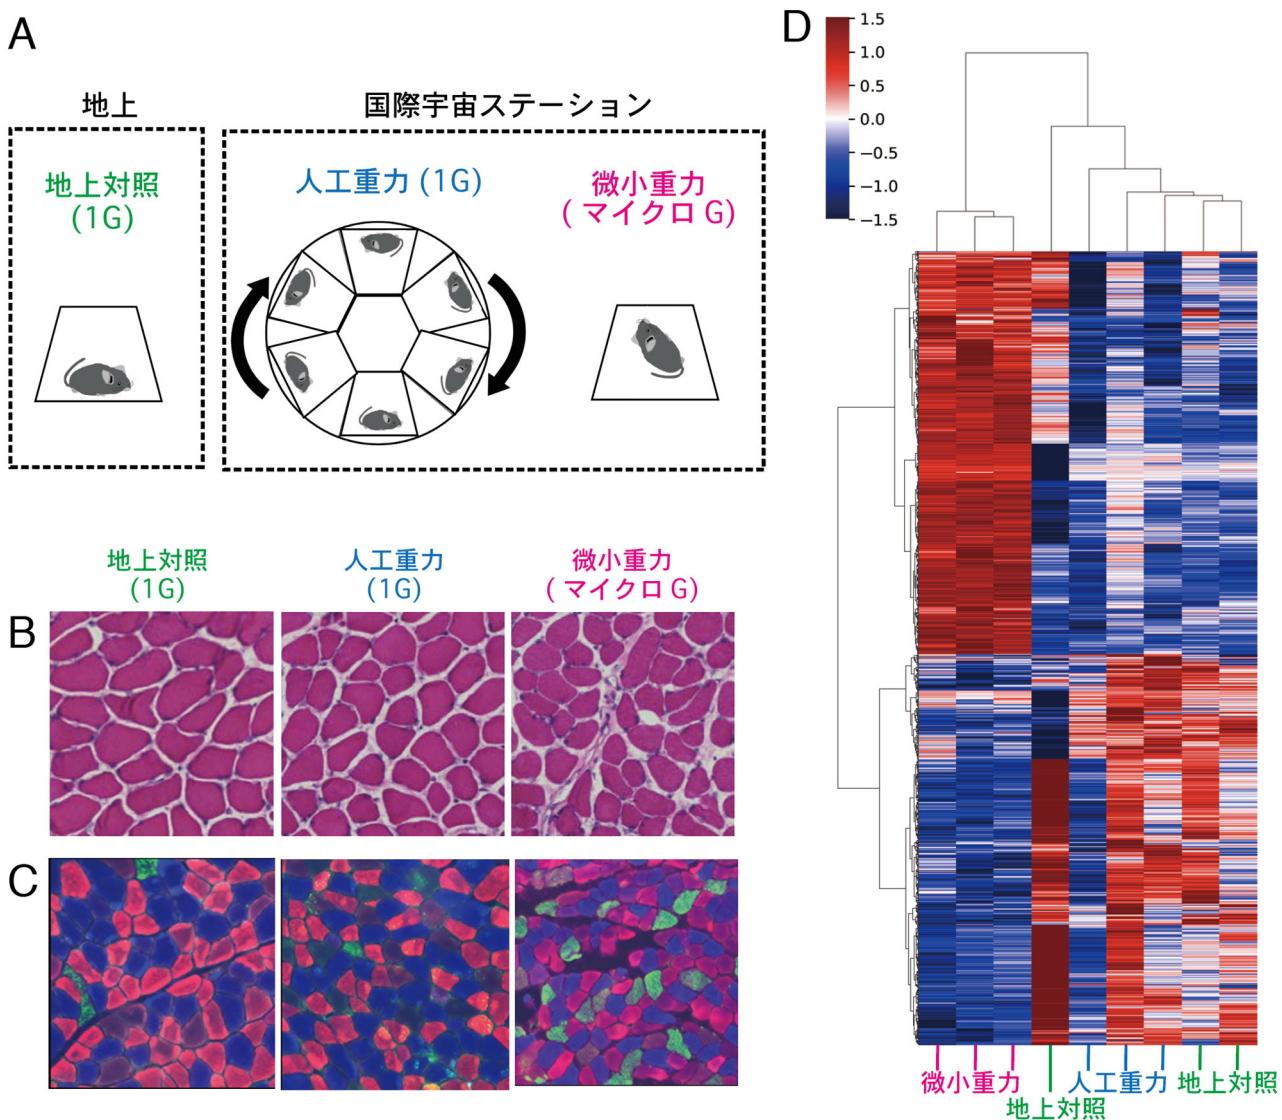 A
地上
国際宇宙ステーション
地上対照
(1G)
人工重力 (1G)
微小重力
( マイクロ G)
地上対照
(1G)
人工重力
(1G)
微小重力
( マイクロ G)
B
C
D
1.5
1.0
0.5
0.0
−0.5
−1.0
−1.5
微小重力
地上対照
人工重力
地上対照